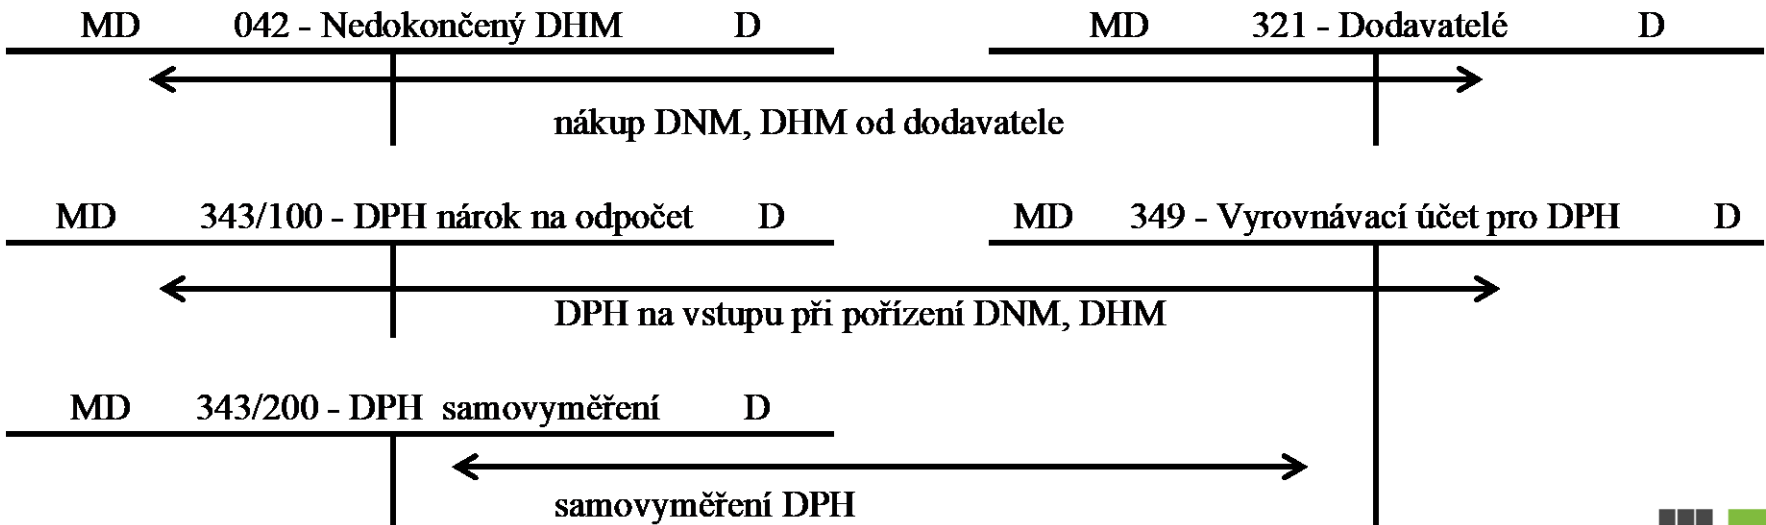 MD 042 - Nedokončený DHM D MD 321 - Dodavatelé D
nákup DNM, DHM od dodavatele
MD 343/100 - DPH nárok na odpočet D MD 349 - Vyrovnávací účet pro DPH D
DPH na vstupu při pořízení DNM, DHM
MD 343/200 - DPH samovyměření D
samovyměření DPH